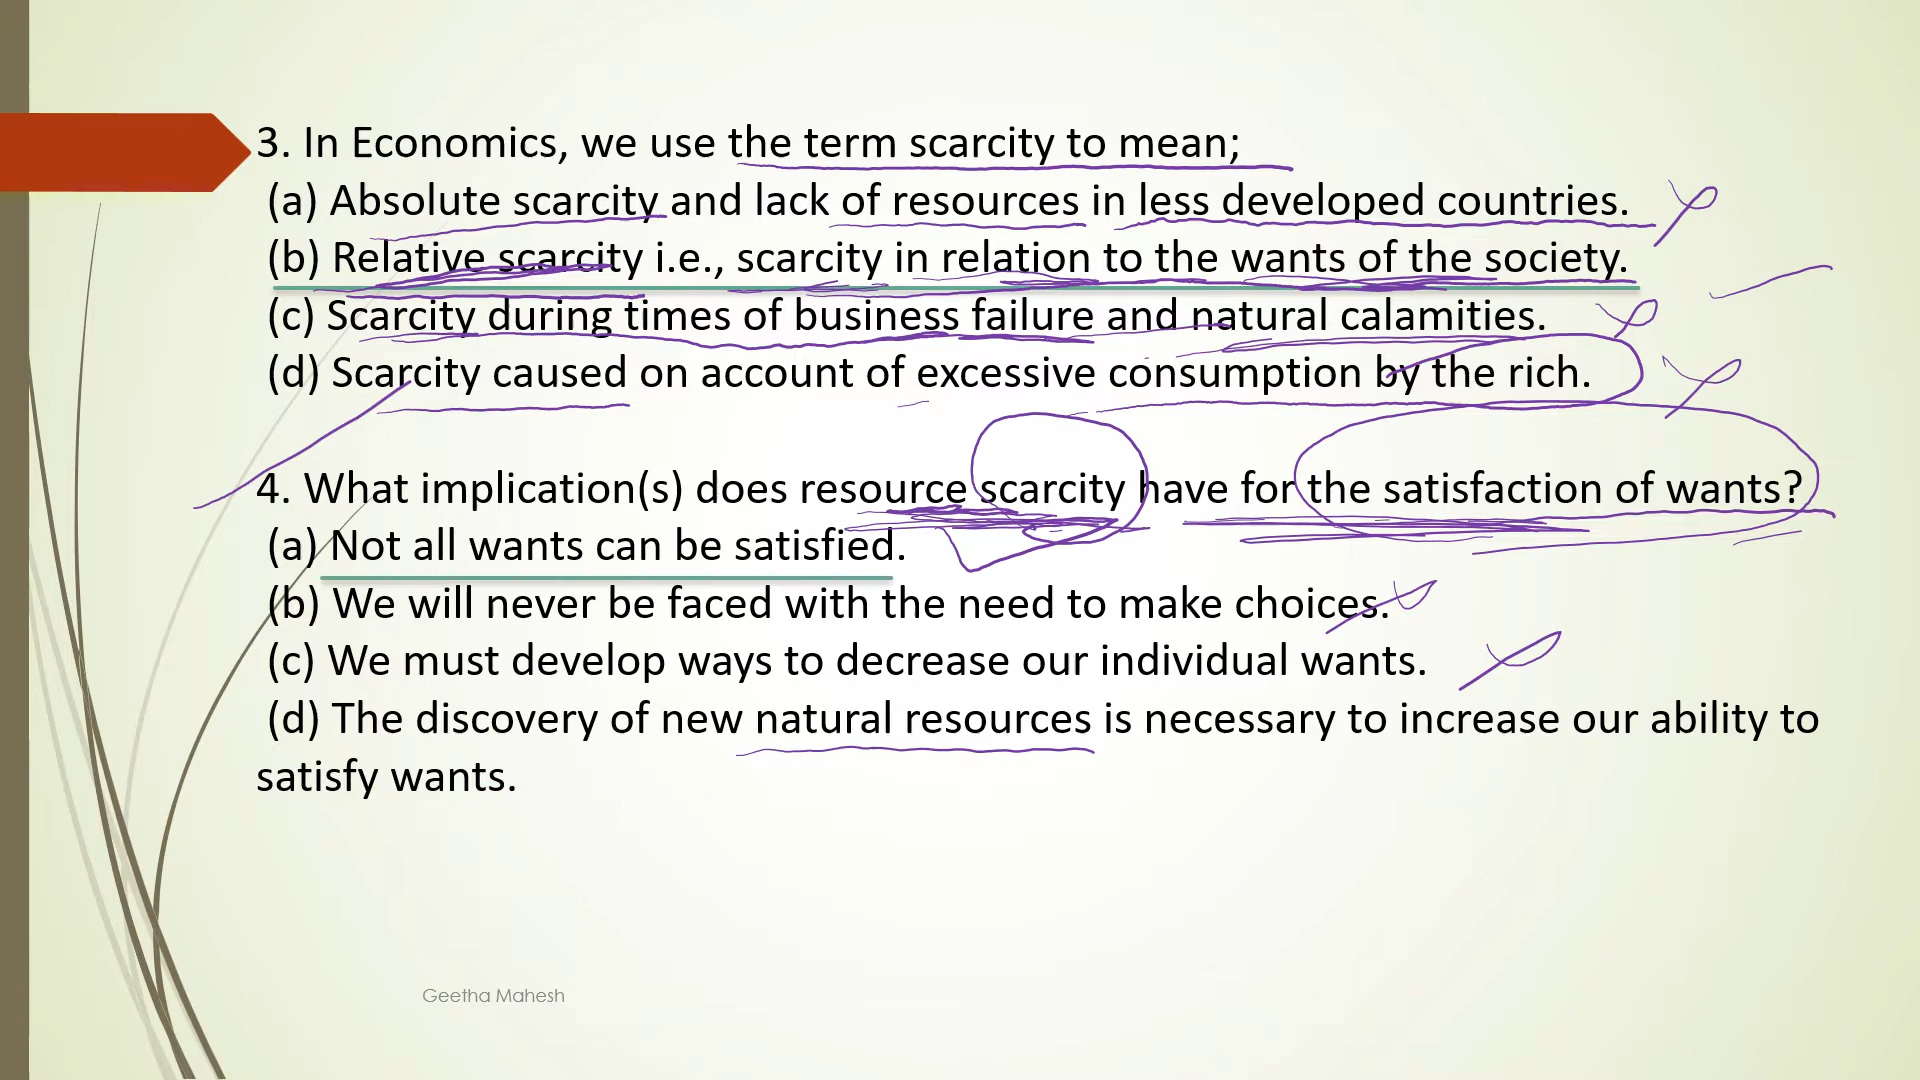 3. In Economics, we use the term scarcity to mean;
(a) Absolute scarcity and lack of resources in less developed countries.
(b) Relative scarcity i.e., scarcity in relation to the wants of the society.
(c) Scarcity during times of business failure and natural calamities.
(d) Scarcity caused on account of excessive consumption by the rich.
4. What implication(s) does resource scarcity have for the satisfaction of wants?
(a) Not all wants can be satisfied.
(b) We will never be faced with the need to make choices.
(c) We must develop ways to decrease our individual wants.
(d) The discovery of new natural resources is necessary to increase our ability to
satisfy wants.
Geetha Mahesh